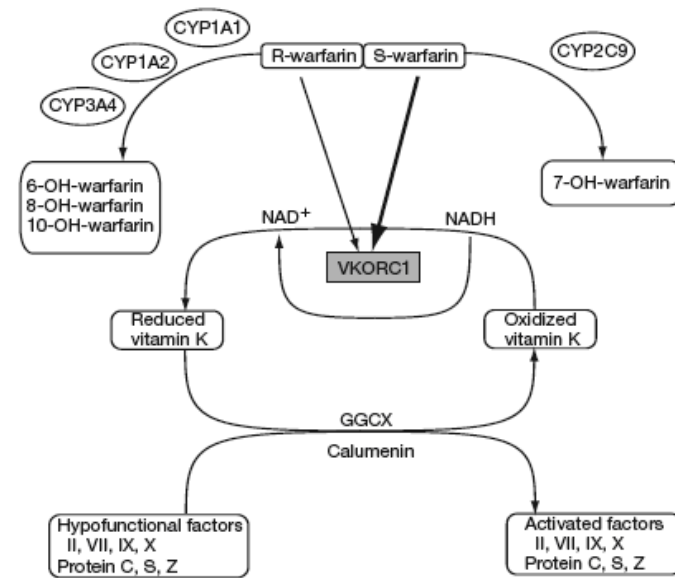 CYP1A1
CYP1A2
CYP3A4
R-warfarin
S-warfarin
CYP2C9
6-OH-warfarin
8-OH-warfarin
10-OH-warfarin
7-OH-warfarin
NAD+
NADH
VKORC1
Reduced
vitamin K
Oxidized
vitamin K
GGCX
Calumenin
Hypofunctional factors
II, VII, IX, X
Protein C, S, Z
Activated factors
II, VII, IX, X
Protein C, S, Z